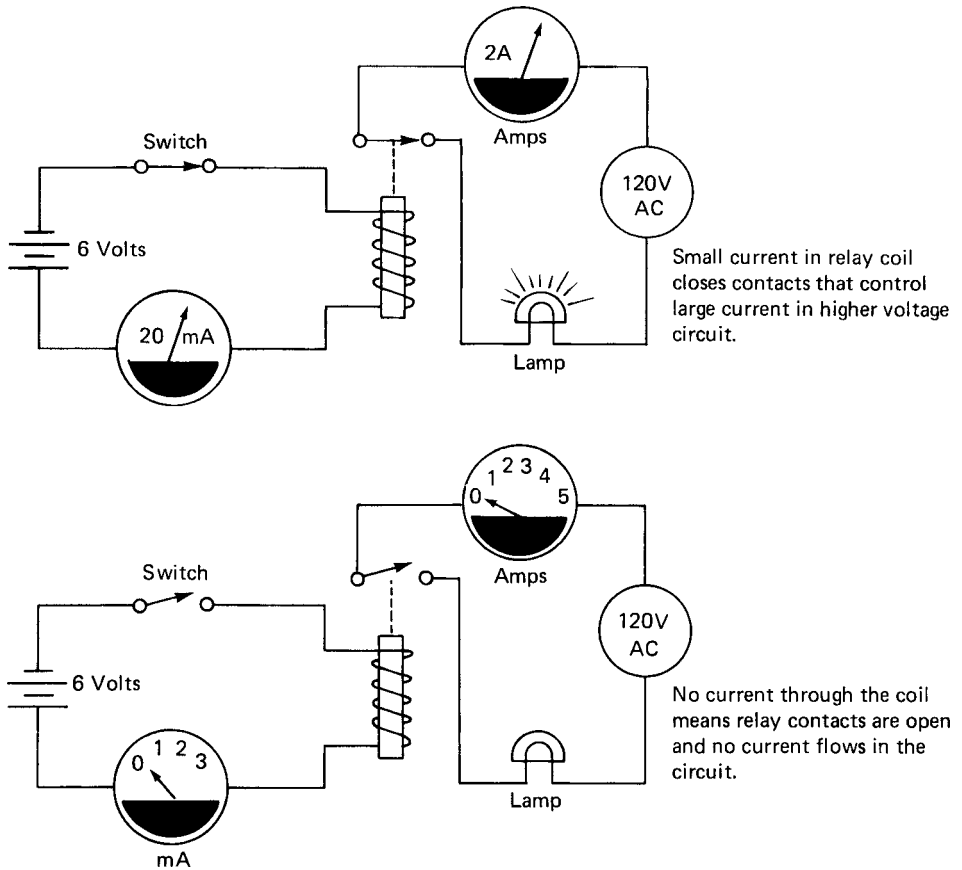 2A
Amps
Switch
120V
AC
6 Volts
Small current in relay coil
closes contacts that control
large current in higher voltage
circuit.
20 mA
Lamp
0 1 2 3 4 5
Amps
Switch
120V
AC
6 Volts
No current through the coil
means relay contacts are open
and no current flows in the
circuit.
0 1 2 3
Lamp
mA